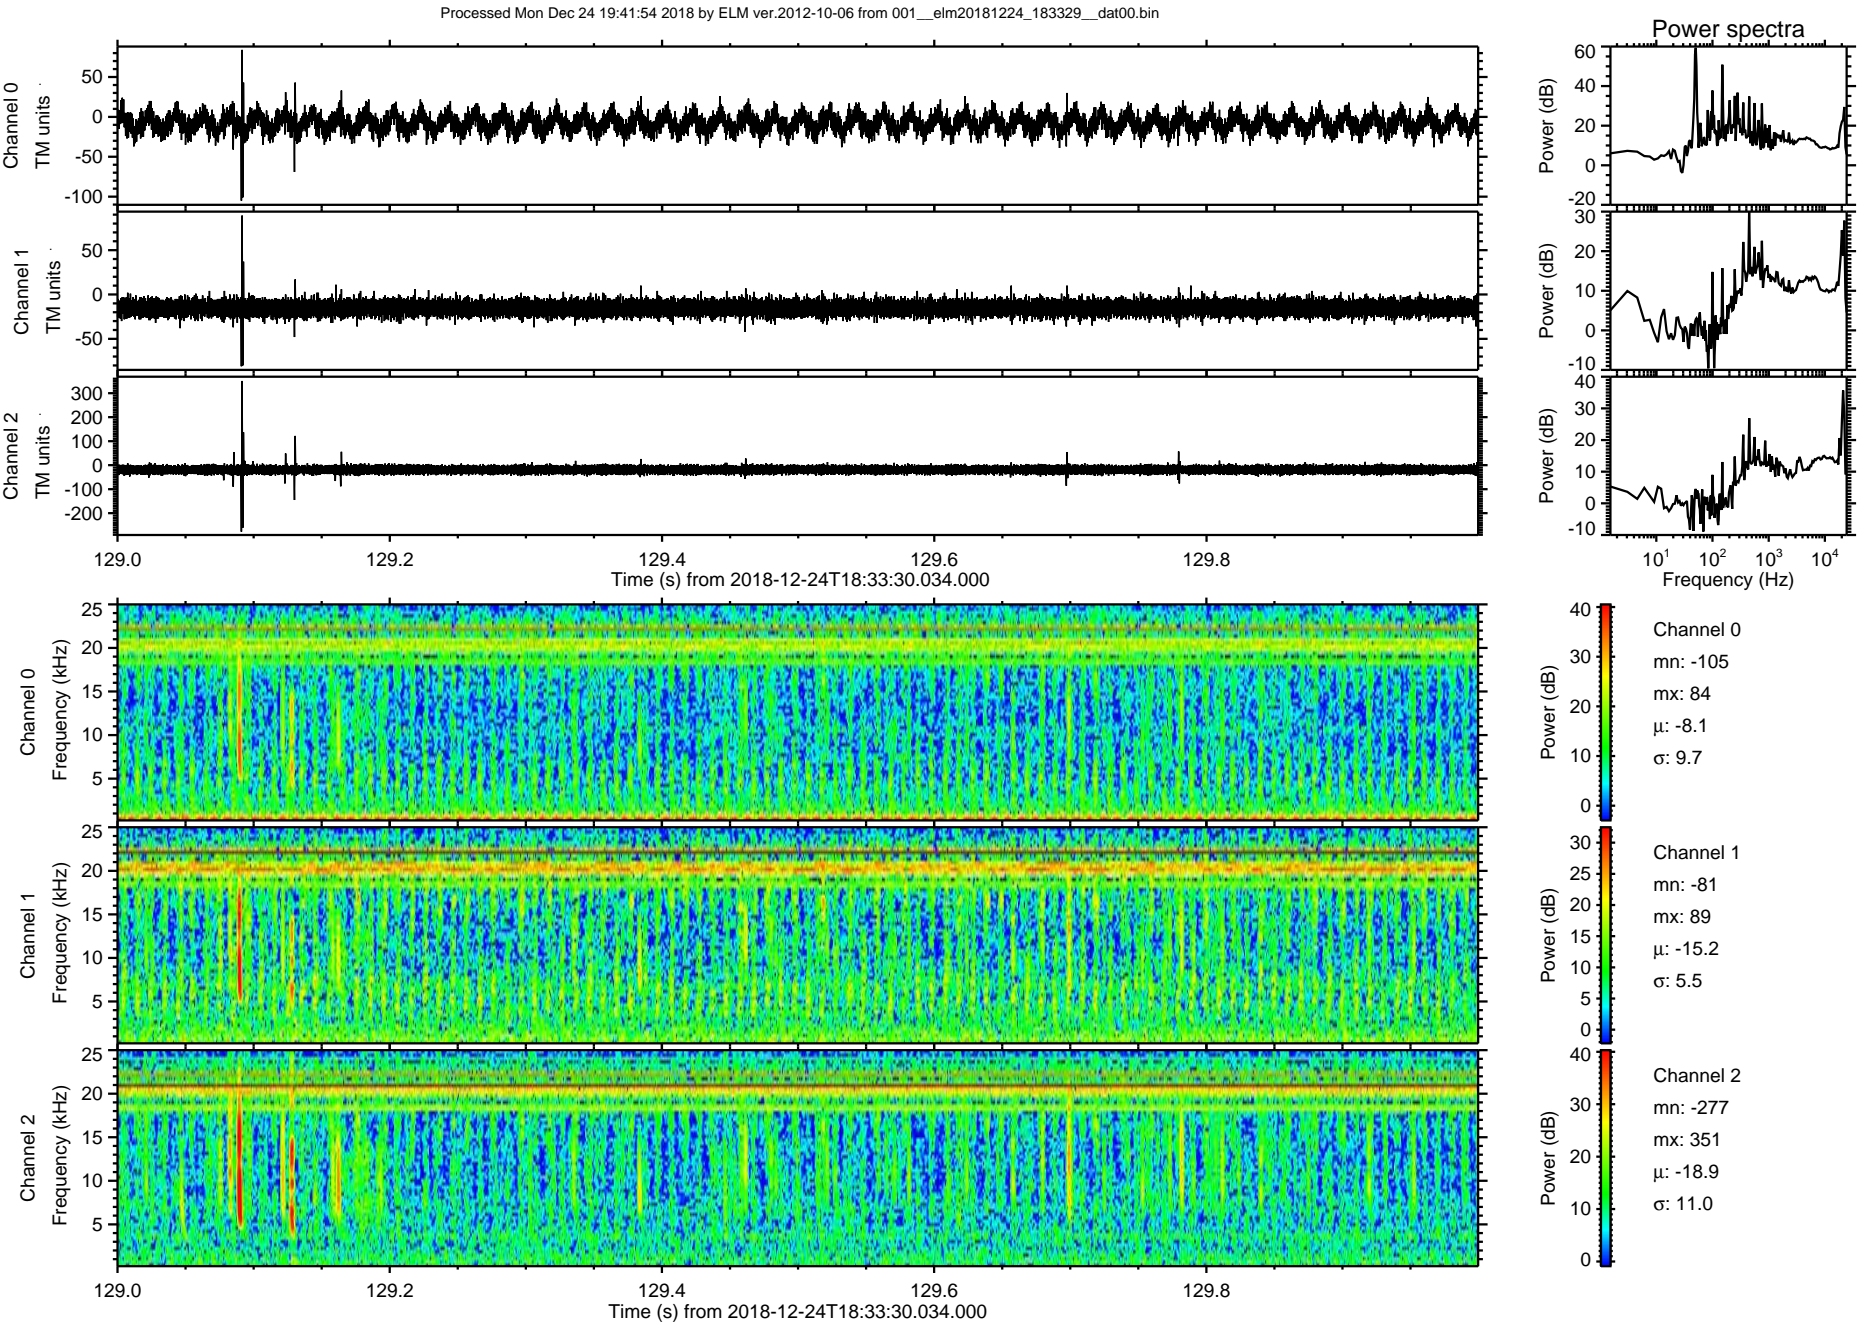 Processed Mon Dec 24 19:41:54 2018 by ELM ver.2012-10-06 from 001__elm20181224_183329__dat00.bin
Power spectra
Channel 0
TM units
50
0
-50
-100
Power (dB)
60
40
20
0
-20
Channel 1
TM units
50
0
-50
Power (dB)
30
20
10
0
-10
Channel 2
TM units
300
200
100
0
-100
-200
Power (dB)
40
30
20
10
0
-10
129.0 129.2 129.4 129.6 129.8
Time (s) from 2018-12-24T18:33:30.034.000
10¹ 10² 10³ 10⁴
Frequency (Hz)
Channel 0
Frequency (kHz)
25
20
15
10
5
Power (dB)
40
30
20
10
0
Channel 0
mn: -105
mx: 84
μ: -8.1
σ: 9.7
Channel 1
Frequency (kHz)
25
20
15
10
5
Power (dB)
30
25
20
15
10
5
0
Channel 1
mn: -81
mx: 89
μ: -15.2
σ: 5.5
Channel 2
Frequency (kHz)
25
20
15
10
5
Power (dB)
40
30
20
10
0
Channel 2
mn: -277
mx: 351
μ: -18.9
σ: 11.0
129.0 129.2 129.4 129.6 129.8
Time (s) from 2018-12-24T18:33:30.034.000